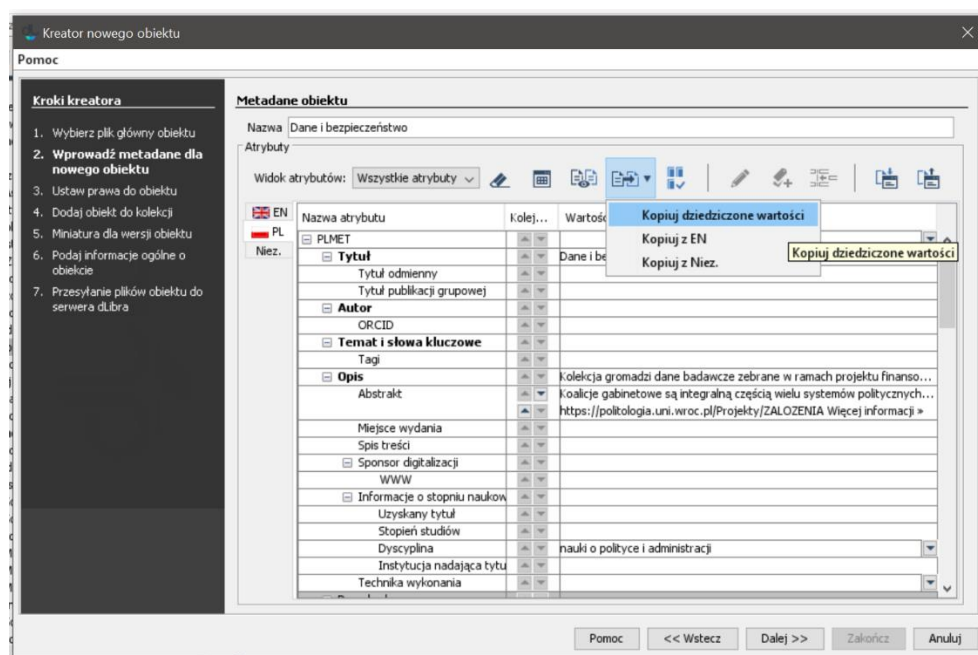 Kreator nowego obiektu
Pomoc
Kroki kreatora
1. Wybierz plik główny obiektu
2. Wprowadź metadane dla
nowego obiektu
3. Ustaw prawa do obiektu
4. Dodaj obiekt do kolekcji
5. Miniatura dla wersji obiektu
6. Podaj informacje ogólne o
obiekcie
7. Przesyłanie plików obiektu do
serwera dLibra
Metadane obiektu
Nazwa Dane i bezpieczeństwo
Atrybuty
Widok atrybutów: Wszystkie atrybuty
EN
PL
Niez.
Nazwa atrybutu Kolej... Wartość
Kopiuj dziedziczone wartości
Kopiuj z EN
Kopiuj z Niez.
Kopiuj dziedziczone wartości
PLMET
Tytuł Dane i be
Tytuł odmienny
Tytuł publikacji grupowej
Autor
ORCID
Temat i słowa kluczowe
Tagi
Opis Kolekcja gromadzi dane badawcze zebrane w ramach projektu finanso...
Abstrakt Koalicje gabinetowe są integralną częścią wielu systemów politycznych...
https://politologia.uni.wroc.pl/Projekty/ZALOZENIA Więcej informacji »
Miejsce wydania
Spis treści
Sponsor digitalizacji
WWW
Informacje o stopniu naukow
Uzyskany tytuł
Stopień studiów
Dyscyplina nauki o polityce i administracji
Instytucja nadająca tytu
Technika wykonania
Pomoc << Wstecz Dalej >> Zakończ Anuluj